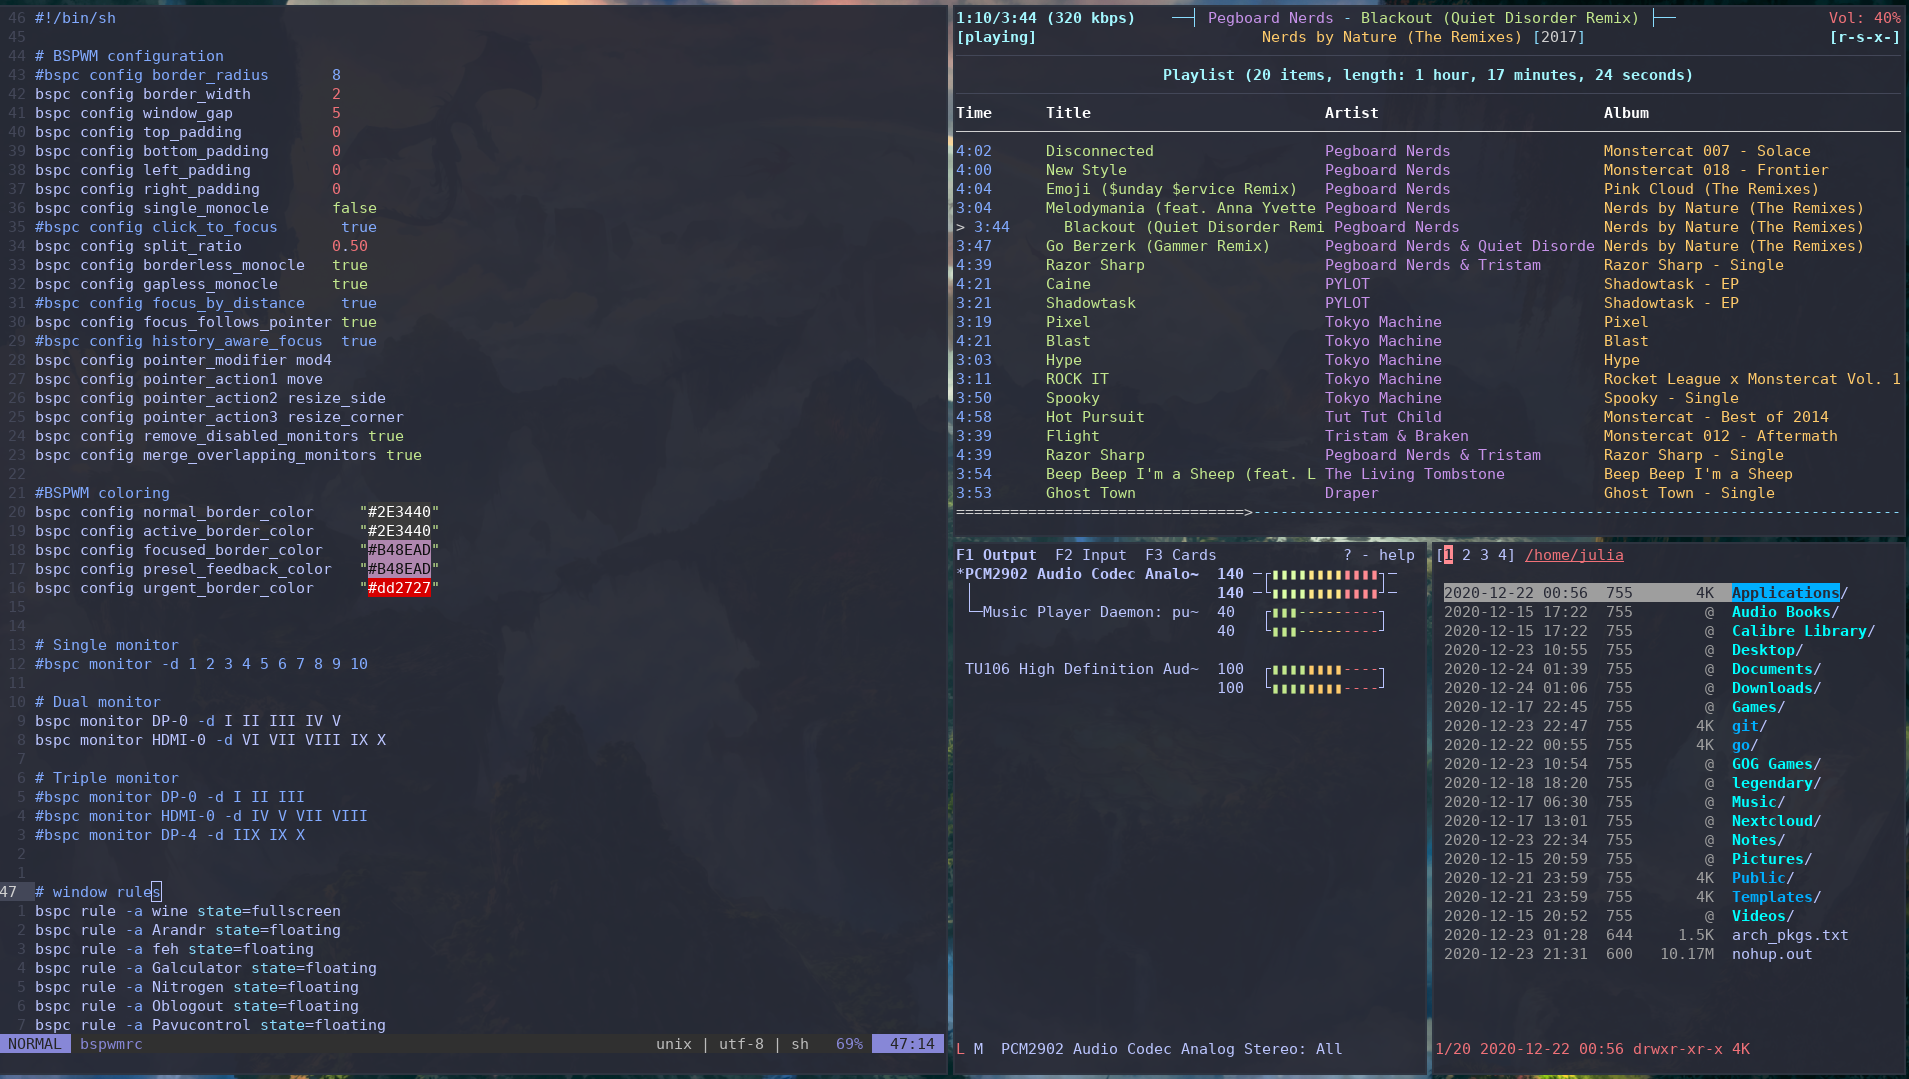 46 #!/bin/sh
45
44 # BSPWM configuration
43 #bspc config border_radius       8
42 bspc config border_width         2
41 bspc config window_gap           5
40 bspc config top_padding          0
39 bspc config bottom_padding       0
38 bspc config left_padding         0
37 bspc config right_padding        0
36 bspc config single_monocle       false
35 #bspc config click_to_focus       true
34 bspc config split_ratio          0.50
33 bspc config borderless_monocle   true
32 bspc config gapless_monocle      true
31 #bspc config focus_by_distance    true
30 bspc config focus_follows_pointer true
29 #bspc config history_aware_focus  true
28 bspc config pointer_modifier mod4
27 bspc config pointer_action1 move
26 bspc config pointer_action2 resize_side
25 bspc config pointer_action3 resize_corner
24 bspc config remove_disabled_monitors true
23 bspc config merge_overlapping_monitors true
22
21 #BSPWM coloring
20 bspc config normal_border_color     "#2E3440"
19 bspc config active_border_color     "#2E3440"
18 bspc config focused_border_color    "#B48EAD"
17 bspc config presel_feedback_color   "#B48EAD"
16 bspc config urgent_border_color     "#dd2727"
15
14
13 # Single monitor
12 #bspc monitor -d 1 2 3 4 5 6 7 8 9 10
11
10 # Dual monitor
9 bspc monitor DP-0 -d I II III IV V
8 bspc monitor HDMI-0 -d VI VII VIII IX X
7
6 # Triple monitor
5 #bspc monitor DP-0 -d I II III
4 #bspc monitor HDMI-0 -d IV V VII VIII
3 #bspc monitor DP-4 -d IIX IX X
2
1
47 # window rules
1 bspc rule -a wine state=fullscreen
2 bspc rule -a Arandr state=floating
3 bspc rule -a feh state=floating
4 bspc rule -a Galculator state=floating
5 bspc rule -a Nitrogen state=floating
6 bspc rule -a Oblogout state=floating
7 bspc rule -a Pavucontrol state=floating
NORMAL bspwmrc unix | utf-8 | sh 69% 47:14
1:10/3:44 (320 kbps) Pegboard Nerds - Blackout (Quiet Disorder Remix) Vol: 40%
[playing] Nerds by Nature (The Remixes) [2017] [r-s-x-]
Playlist (20 items, length: 1 hour, 17 minutes, 24 seconds)
Time Title Artist Album
4:02 Disconnected Pegboard Nerds Monstercat 007 - Solace
4:00 New Style Pegboard Nerds Monstercat 018 - Frontier
4:04 Emoji ($unday $ervice Remix) Pegboard Nerds Pink Cloud (The Remixes)
3:04 Melodymania (feat. Anna Yvette Pegboard Nerds Nerds by Nature (The Remixes)
> 3:44 Blackout (Quiet Disorder Remi Pegboard Nerds Nerds by Nature (The Remixes)
3:47 Go Berzerk (Gammer Remix) Pegboard Nerds & Quiet Disorde Nerds by Nature (The Remixes)
4:39 Razor Sharp Pegboard Nerds & Tristam Razor Sharp - Single
4:21 Caine PYLOT Shadowtask - EP
3:21 Shadowtask PYLOT Shadowtask - EP
3:19 Pixel Tokyo Machine Pixel
4:21 Blast Tokyo Machine Blast
3:03 Hype Tokyo Machine Hype
3:11 ROCK IT Tokyo Machine Rocket League x Monstercat Vol. 1
3:50 Spooky Tokyo Machine Spooky - Single
4:58 Hot Pursuit Tut Tut Child Monstercat - Best of 2014
3:39 Flight Tristam & Braken Monstercat 012 - Aftermath
4:39 Razor Sharp Pegboard Nerds & Tristam Razor Sharp - Single
3:54 Beep Beep I'm a Sheep (feat. L The Living Tombstone Beep Beep I'm a Sheep
3:53 Ghost Town Draper Ghost Town - Single
F1 Output F2 Input F3 Cards ? - help
*PCM2902 Audio Codec Analo~ 140
140
Music Player Daemon: pu~ 40
40
TU106 High Definition Aud~ 100
100
L M PCM2902 Audio Codec Analog Stereo: All
[1 2 3 4] /home/julia
2020-12-22 00:56 755 4K Applications/
2020-12-15 17:22 755 @ Audio Books/
2020-12-15 17:22 755 @ Calibre Library/
2020-12-23 10:55 755 @ Desktop/
2020-12-24 01:39 755 @ Documents/
2020-12-24 01:06 755 @ Downloads/
2020-12-17 22:45 755 @ Games/
2020-12-23 22:47 755 4K git/
2020-12-22 00:55 755 4K go/
2020-12-23 10:54 755 @ GOG Games/
2020-12-18 18:20 755 @ legendary/
2020-12-17 06:30 755 @ Music/
2020-12-17 13:01 755 @ Nextcloud/
2020-12-23 22:34 755 @ Notes/
2020-12-15 20:59 755 @ Pictures/
2020-12-21 23:59 755 4K Public/
2020-12-21 23:59 755 4K Templates/
2020-12-15 20:52 755 @ Videos/
2020-12-23 01:28 644 1.5K arch_pkgs.txt
2020-12-23 21:31 600 10.17M nohup.out
1/20 2020-12-22 00:56 drwxr-xr-x 4K